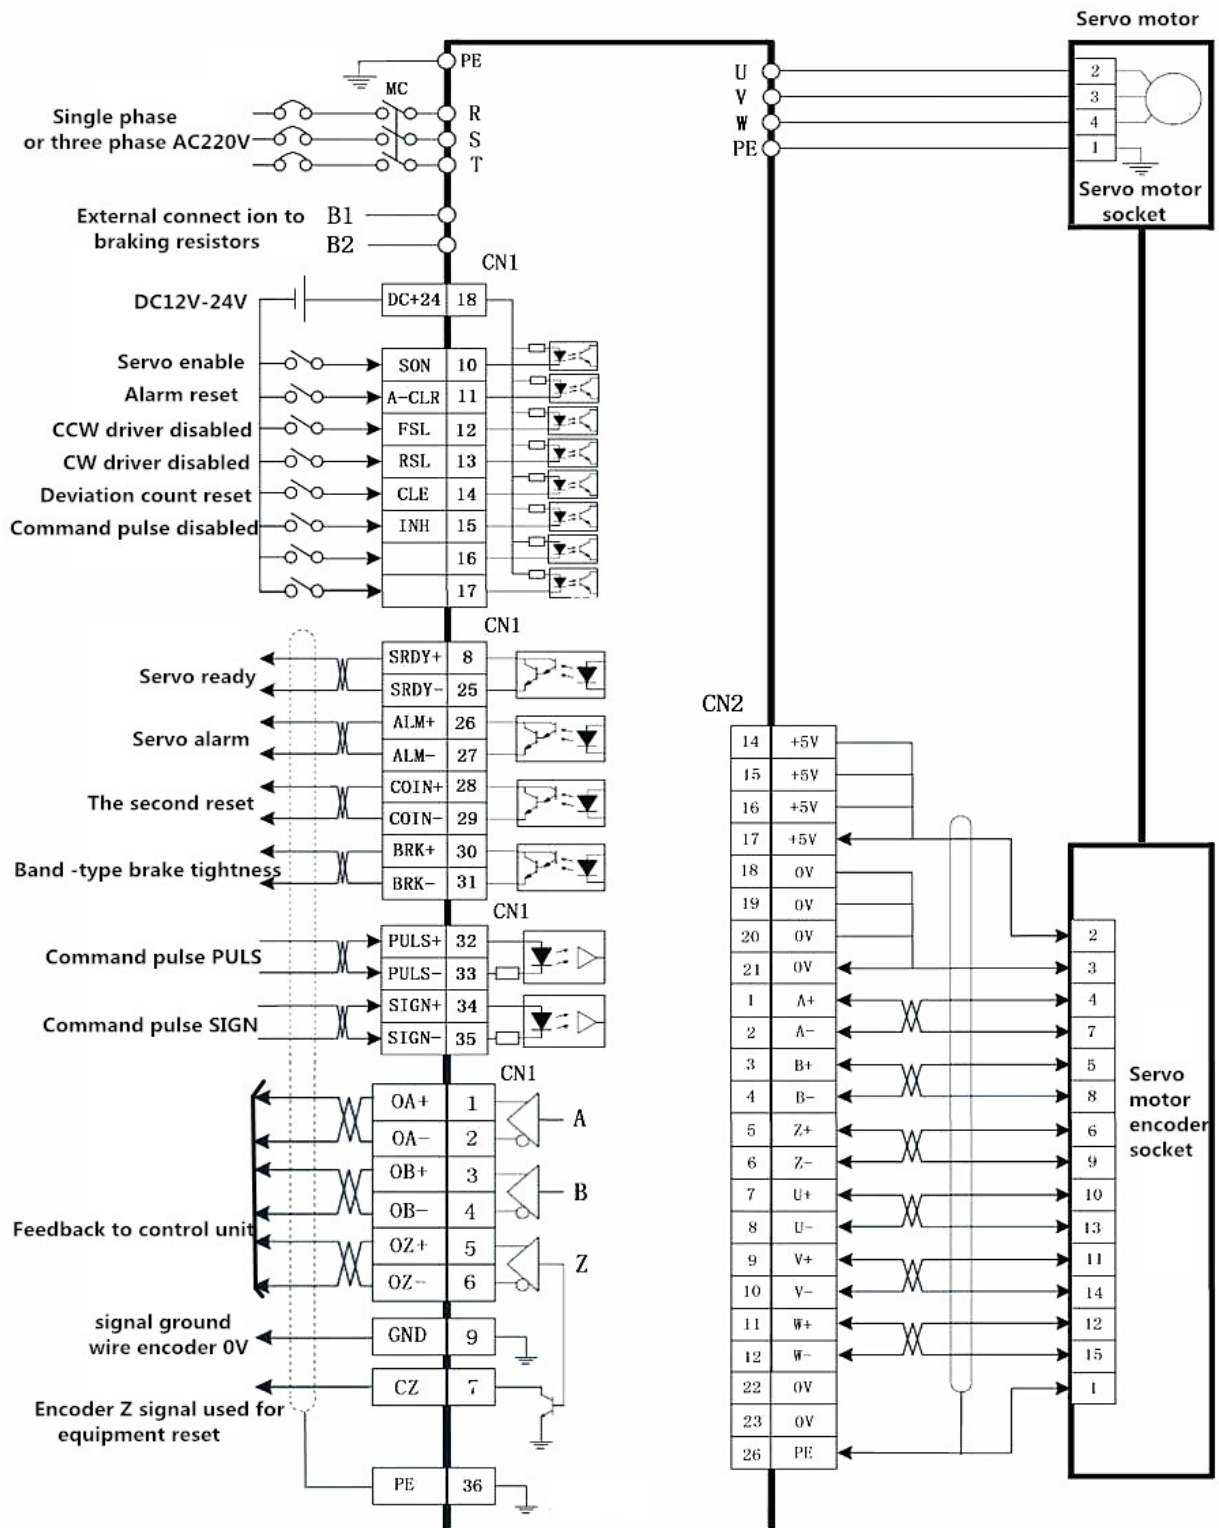 Servo motor
PE
MC
Single phase
or three phase AC220V
R
S
T
U
V
W
PE
2
3
4
1
Servo motor
socket
External connect ion to
braking resistors
B1
B2
CN1
DC12V-24V
DC+24 18
Servo enable
SON 10
Alarm reset
A-CLR 11
CCW driver disabled
FSL 12
CW driver disabled
RSL 13
Deviation count reset
CLE 14
Command pulse disabled
INH 15
16
17
CN1
Servo ready
SRDY+ 8
SRDY- 25
Servo alarm
ALM+ 26
ALM- 27
The second reset
COIN+ 28
COIN- 29
Band -type brake tightness
BRK+ 30
BRK- 31
CN1
Command pulse PULS
PULS+ 32
PULS- 33
Command pulse SIGN
SIGN+ 34
SIGN- 35
CN1
Feedback to control unit
OA+ 1
OA- 2
A
OB+ 3
OB- 4
B
OZ+ 5
OZ- 6
Z
signal ground
wire encoder 0V
GND 9
CZ 7
Encoder Z signal used for
equipment reset
PE 36
CN2
14 +5V
15 +5V
16 +5V
17 +5V
18 0V
19 0V
20 0V
21 0V
1 A+
2 A-
3 B+
4 B-
5 Z+
6 Z-
7 U+
8 U-
9 V+
10 V-
11 W+
12 W-
22 0V
23 0V
26 PE
2
3
4
7
5
8
6
9
10
13
11
14
12
15
1
Servo
motor
encoder
socket